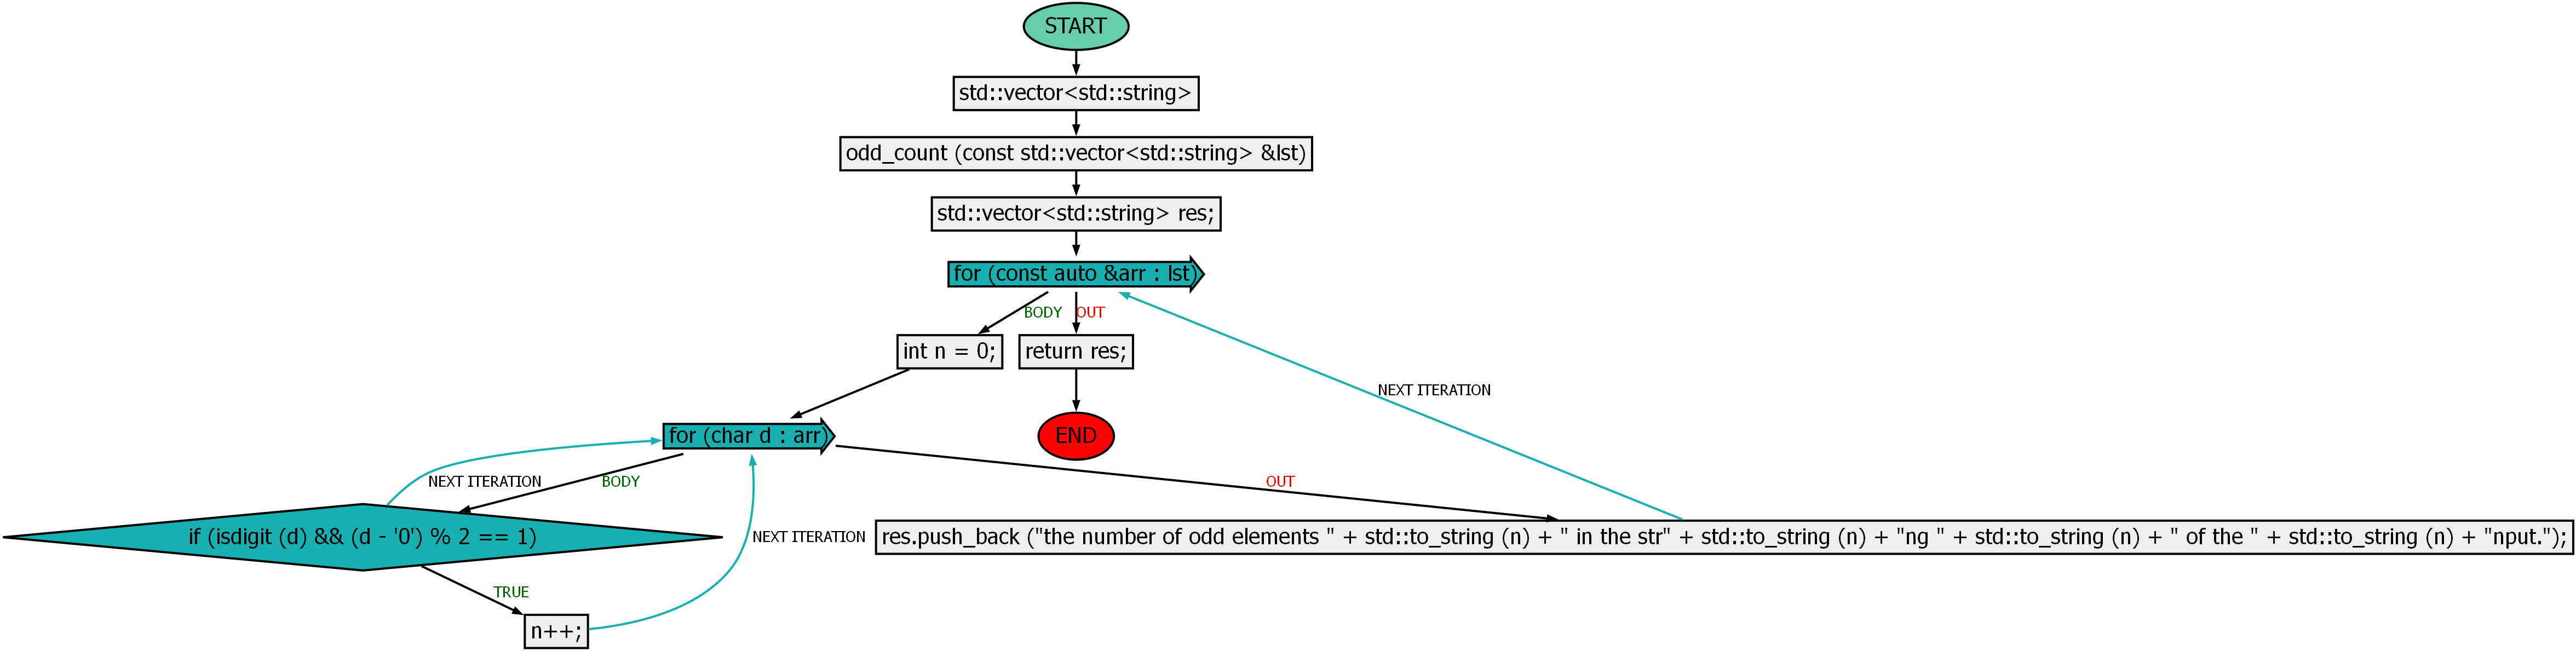 START
std::vector<std::string>
odd_count (const std::vector<std::string> &lst)
std::vector<std::string> res;
for (const auto &arr : lst)
BODY
OUT
int n = 0;
return res;
NEXT ITERATION
for (char d : arr)
END
NEXT ITERATION
BODY
OUT
if (isdigit (d) && (d - '0') % 2 == 1)
NEXT ITERATION
res.push_back ("the number of odd elements " + std::to_string (n) + " in the str" + std::to_string (n) + "ng " + std::to_string (n) + " of the " + std::to_string (n) + "nput.");
TRUE
n++;